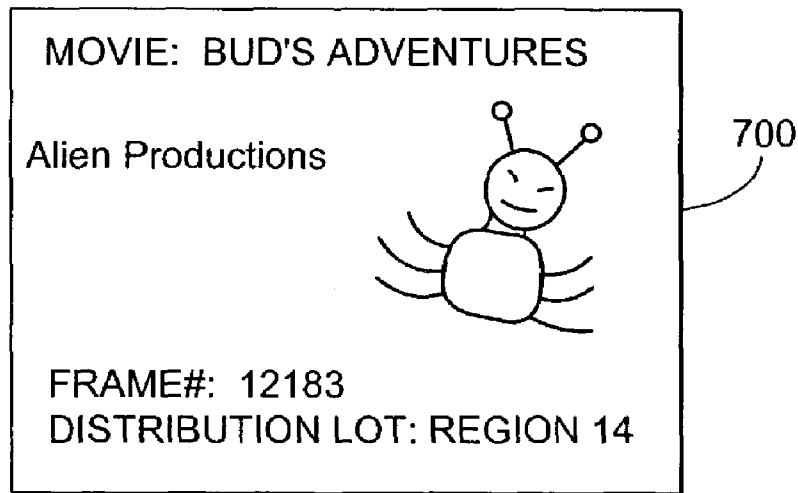 MOVIE: BUD'S ADVENTURES
Alien Productions
700
FRAME#: 12183
DISTRIBUTION LOT: REGION 14